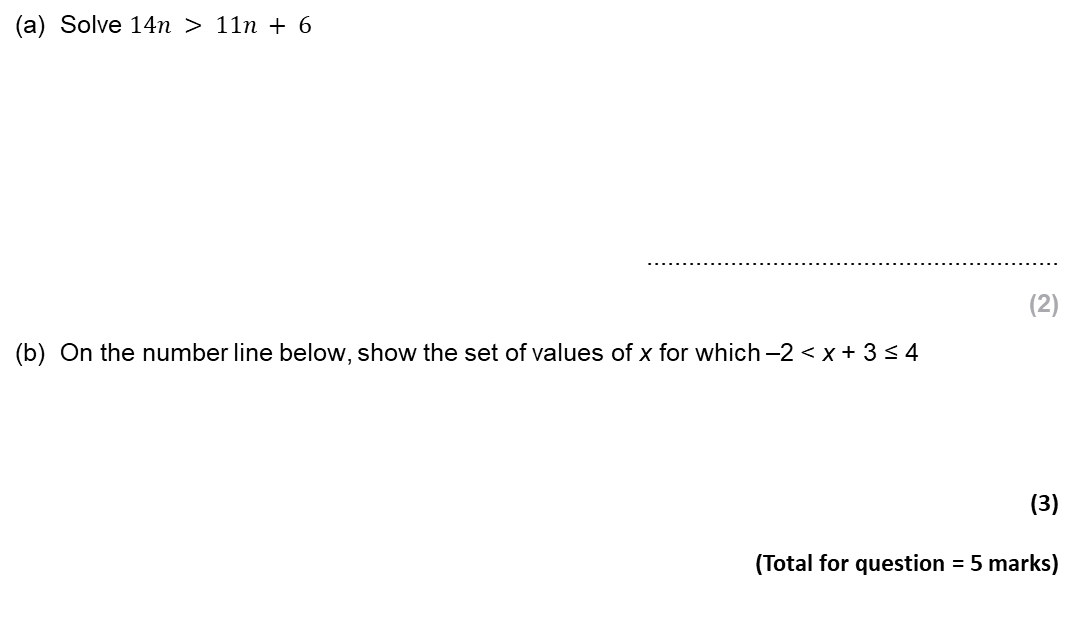 (a) Solve 14n > 11n + 6
..........................................................
(2)
(b) On the number line below, show the set of values of x for which –2 < x + 3 ≤ 4
(3)
(Total for question = 5 marks)